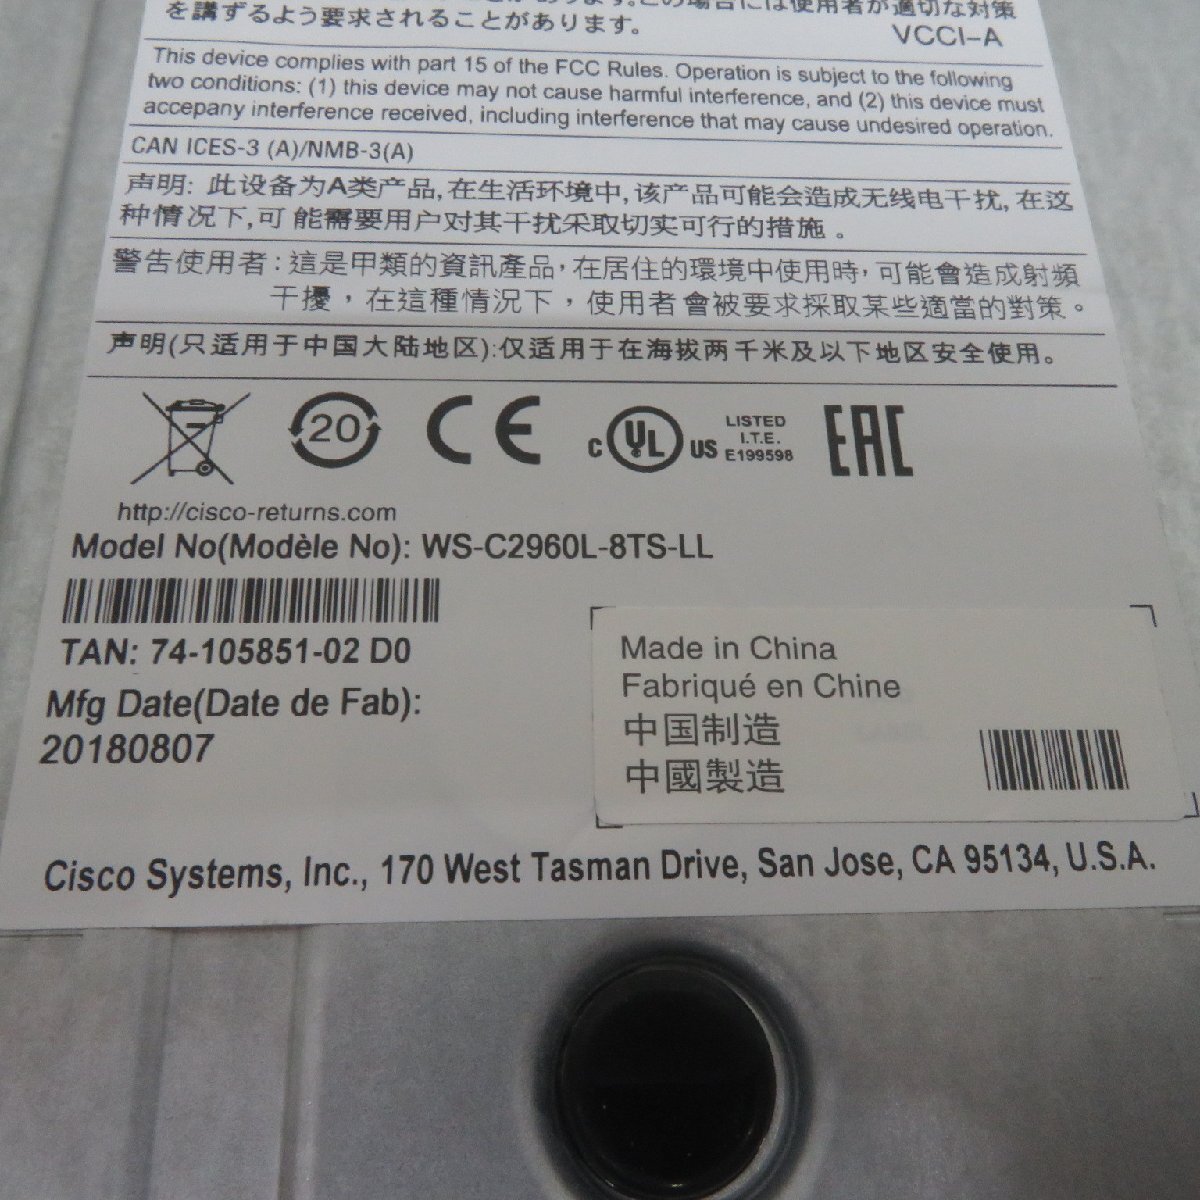 使用者が適切な対策
を講ずるよう要求されることがあります。
VCCI-A
This device complies with part 15 of the FCC Rules. Operation is subject to the following
two conditions: (1) this device may not cause harmful interference, and (2) this device must
accepany interference received, including interference that may cause undesired operation.
CAN ICES-3 (A)/NMB-3(A)
声明: 此设备为A类产品,在生活环境中,该产品可能会造成无线电干扰,在这
种情况下,可能需要用户对其干扰采取切实可行的措施。
警告使用者：這是甲類的資訊產品，在居住的環境中使用時，可能會造成射頻
干擾，在這種情況下，使用者會被要求採取某些適當的對策。
声明(只适用于中国大陆地区):仅适用于在海拔两千米及以下地区安全使用。
20
CE
C UL US
LISTED
I.T.E.
E199598
EAC
http://cisco-returns.com
Model No(Modèle No): WS-C2960L-8TS-LL
TAN: 74-105851-02 D0
Mfg Date(Date de Fab):
20180807
Made in China
Fabriqué en Chine
中国制造
中國製造
Cisco Systems, Inc., 170 West Tasman Drive, San Jose, CA 95134, U.S.A.